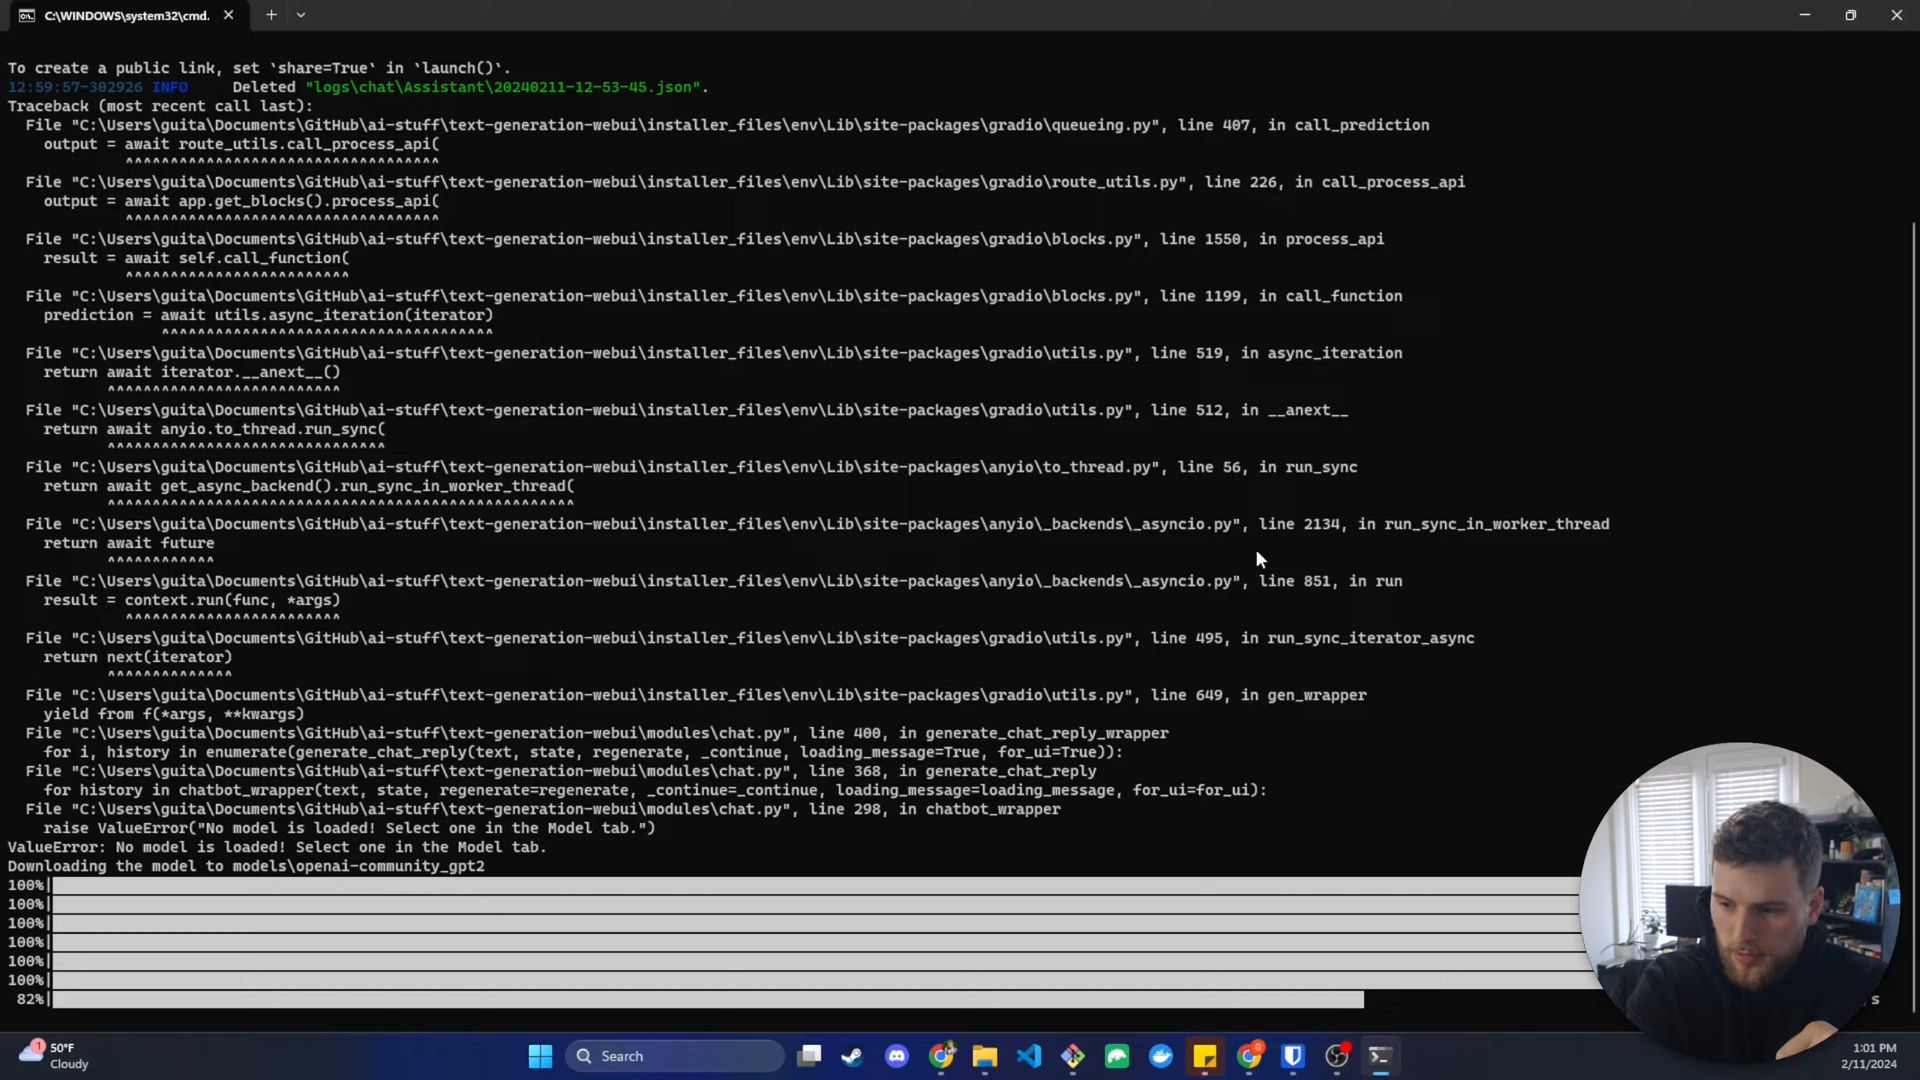 C:\WINDOWS\system32\cmd.
To create a public link, set `share=True` in `launch()`.
12:59:57-302926 INFO     Deleted "logs\chat\Assistant\20240211-12-53-45.json".
Traceback (most recent call last):
  File "C:\Users\guita\Documents\GitHub\ai-stuff\text-generation-webui\installer_files\env\Lib\site-packages\gradio\queueing.py", line 407, in call_prediction
    output = await route_utils.call_process_api(
             ^^^^^^^^^^^^^^^^^^^^^^^^^^^^^^^^^^^
  File "C:\Users\guita\Documents\GitHub\ai-stuff\text-generation-webui\installer_files\env\Lib\site-packages\gradio\route_utils.py", line 226, in call_process_api
    output = await app.get_blocks().process_api(
             ^^^^^^^^^^^^^^^^^^^^^^^^^^^^^^^^^^^
  File "C:\Users\guita\Documents\GitHub\ai-stuff\text-generation-webui\installer_files\env\Lib\site-packages\gradio\blocks.py", line 1550, in process_api
    result = await self.call_function(
             ^^^^^^^^^^^^^^^^^^^^^^^^^
  File "C:\Users\guita\Documents\GitHub\ai-stuff\text-generation-webui\installer_files\env\Lib\site-packages\gradio\blocks.py", line 1199, in call_function
    prediction = await utils.async_iteration(iterator)
                 ^^^^^^^^^^^^^^^^^^^^^^^^^^^^^^^^^^^^^
  File "C:\Users\guita\Documents\GitHub\ai-stuff\text-generation-webui\installer_files\env\Lib\site-packages\gradio\utils.py", line 519, in async_iteration
    return await iterator.__anext__()
           ^^^^^^^^^^^^^^^^^^^^^^^^^^
  File "C:\Users\guita\Documents\GitHub\ai-stuff\text-generation-webui\installer_files\env\Lib\site-packages\gradio\utils.py", line 512, in __anext__
    return await anyio.to_thread.run_sync(
           ^^^^^^^^^^^^^^^^^^^^^^^^^^^^^^^
  File "C:\Users\guita\Documents\GitHub\ai-stuff\text-generation-webui\installer_files\env\Lib\site-packages\anyio\to_thread.py", line 56, in run_sync
    return await get_async_backend().run_sync_in_worker_thread(
           ^^^^^^^^^^^^^^^^^^^^^^^^^^^^^^^^^^^^^^^^^^^^^^^^^^^^
  File "C:\Users\guita\Documents\GitHub\ai-stuff\text-generation-webui\installer_files\env\Lib\site-packages\anyio\_backends\_asyncio.py", line 2134, in run_sync_in_worker_thread
    return await future
           ^^^^^^^^^^^^
  File "C:\Users\guita\Documents\GitHub\ai-stuff\text-generation-webui\installer_files\env\Lib\site-packages\anyio\_backends\_asyncio.py", line 851, in run
    result = context.run(func, *args)
             ^^^^^^^^^^^^^^^^^^^^^^^^
  File "C:\Users\guita\Documents\GitHub\ai-stuff\text-generation-webui\installer_files\env\Lib\site-packages\gradio\utils.py", line 495, in run_sync_iterator_async
    return next(iterator)
           ^^^^^^^^^^^^^^
  File "C:\Users\guita\Documents\GitHub\ai-stuff\text-generation-webui\installer_files\env\Lib\site-packages\gradio\utils.py", line 649, in gen_wrapper
    yield from f(*args, **kwargs)
  File "C:\Users\guita\Documents\GitHub\ai-stuff\text-generation-webui\modules\chat.py", line 400, in generate_chat_reply_wrapper
    for i, history in enumerate(generate_chat_reply(text, state, regenerate, _continue, loading_message=True, for_ui=True)):
  File "C:\Users\guita\Documents\GitHub\ai-stuff\text-generation-webui\modules\chat.py", line 368, in generate_chat_reply
    for history in chatbot_wrapper(text, state, regenerate=regenerate, _continue=_continue, loading_message=loading_message, for_ui=for_ui):
  File "C:\Users\guita\Documents\GitHub\ai-stuff\text-generation-webui\modules\chat.py", line 298, in chatbot_wrapper
    raise ValueError("No model is loaded! Select one in the Model tab.")
ValueError: No model is loaded! Select one in the Model tab.
Downloading the model to models\openai-community_gpt2
100%|
100%|
100%|
100%|
100%|
100%|
82%| s
1
50°F
Cloudy
Search
1:01 PM
2/11/2024